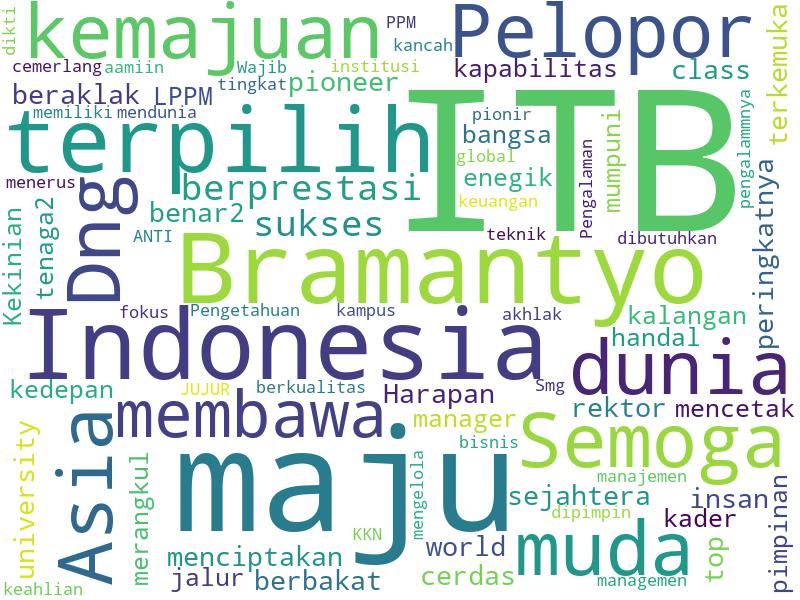 dikti
kemajuan
PPM
kancah
Pelopor
terkemuka
cemerlang
aamiin
Wajib
institusi
tingkat
pioneer
kapabilitas
class
beraklak
LPPM
memiliki
mendunia
terpilih
ITB
pionir
bangsa
global
enegik
keuangan
Pengalaman
mumpuni
pengalammnya
peringkatnya
menerus
Dng
berprestasi
benar2
sukses
ANTI
teknik
dibutuhkan
Kekinian
tenaga2
Bramantyo
fokus
Pengetahuan
kampus
akhlak
kalangan
handal
Indonesia
dunia
kedepan
JUJUR
berkualitas
Harapan
Smg
rektor
mencetak
membawa
manager
bisnis
Semoga
university
Asia
merangkul
maju
KKN
mengelola
manajemen
sejahtera
insan
dipimpin
kader
pimpinan
menciptakan
world
muda
top
jalur
berbakat
cerdas
managemen
keahlian